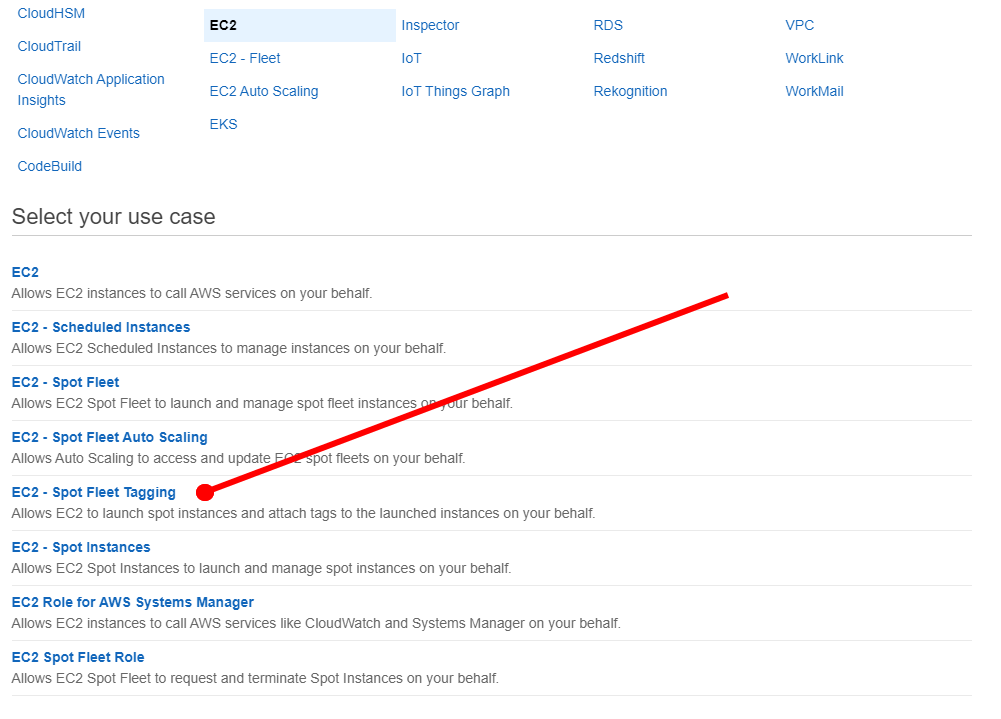 CloudHSM
CloudTrail
CloudWatch Application
Insights
CloudWatch Events
CodeBuild
EC2
EC2 - Fleet
EC2 Auto Scaling
EKS
Inspector
IoT
IoT Things Graph
RDS
Redshift
Rekognition
VPC
WorkLink
WorkMail
Select your use case
EC2
Allows EC2 instances to call AWS services on your behalf.
EC2 - Scheduled Instances
Allows EC2 Scheduled Instances to manage instances on your behalf.
EC2 - Spot Fleet
Allows EC2 Spot Fleet to launch and manage spot fleet instances on your behalf.
EC2 - Spot Fleet Auto Scaling
Allows Auto Scaling to access and update EC2 spot fleets on your behalf.
EC2 - Spot Fleet Tagging
Allows EC2 to launch spot instances and attach tags to the launched instances on your behalf.
EC2 - Spot Instances
Allows EC2 Spot Instances to launch and manage spot instances on your behalf.
EC2 Role for AWS Systems Manager
Allows EC2 instances to call AWS services like CloudWatch and Systems Manager on your behalf.
EC2 Spot Fleet Role
Allows EC2 Spot Fleet to request and terminate Spot Instances on your behalf.